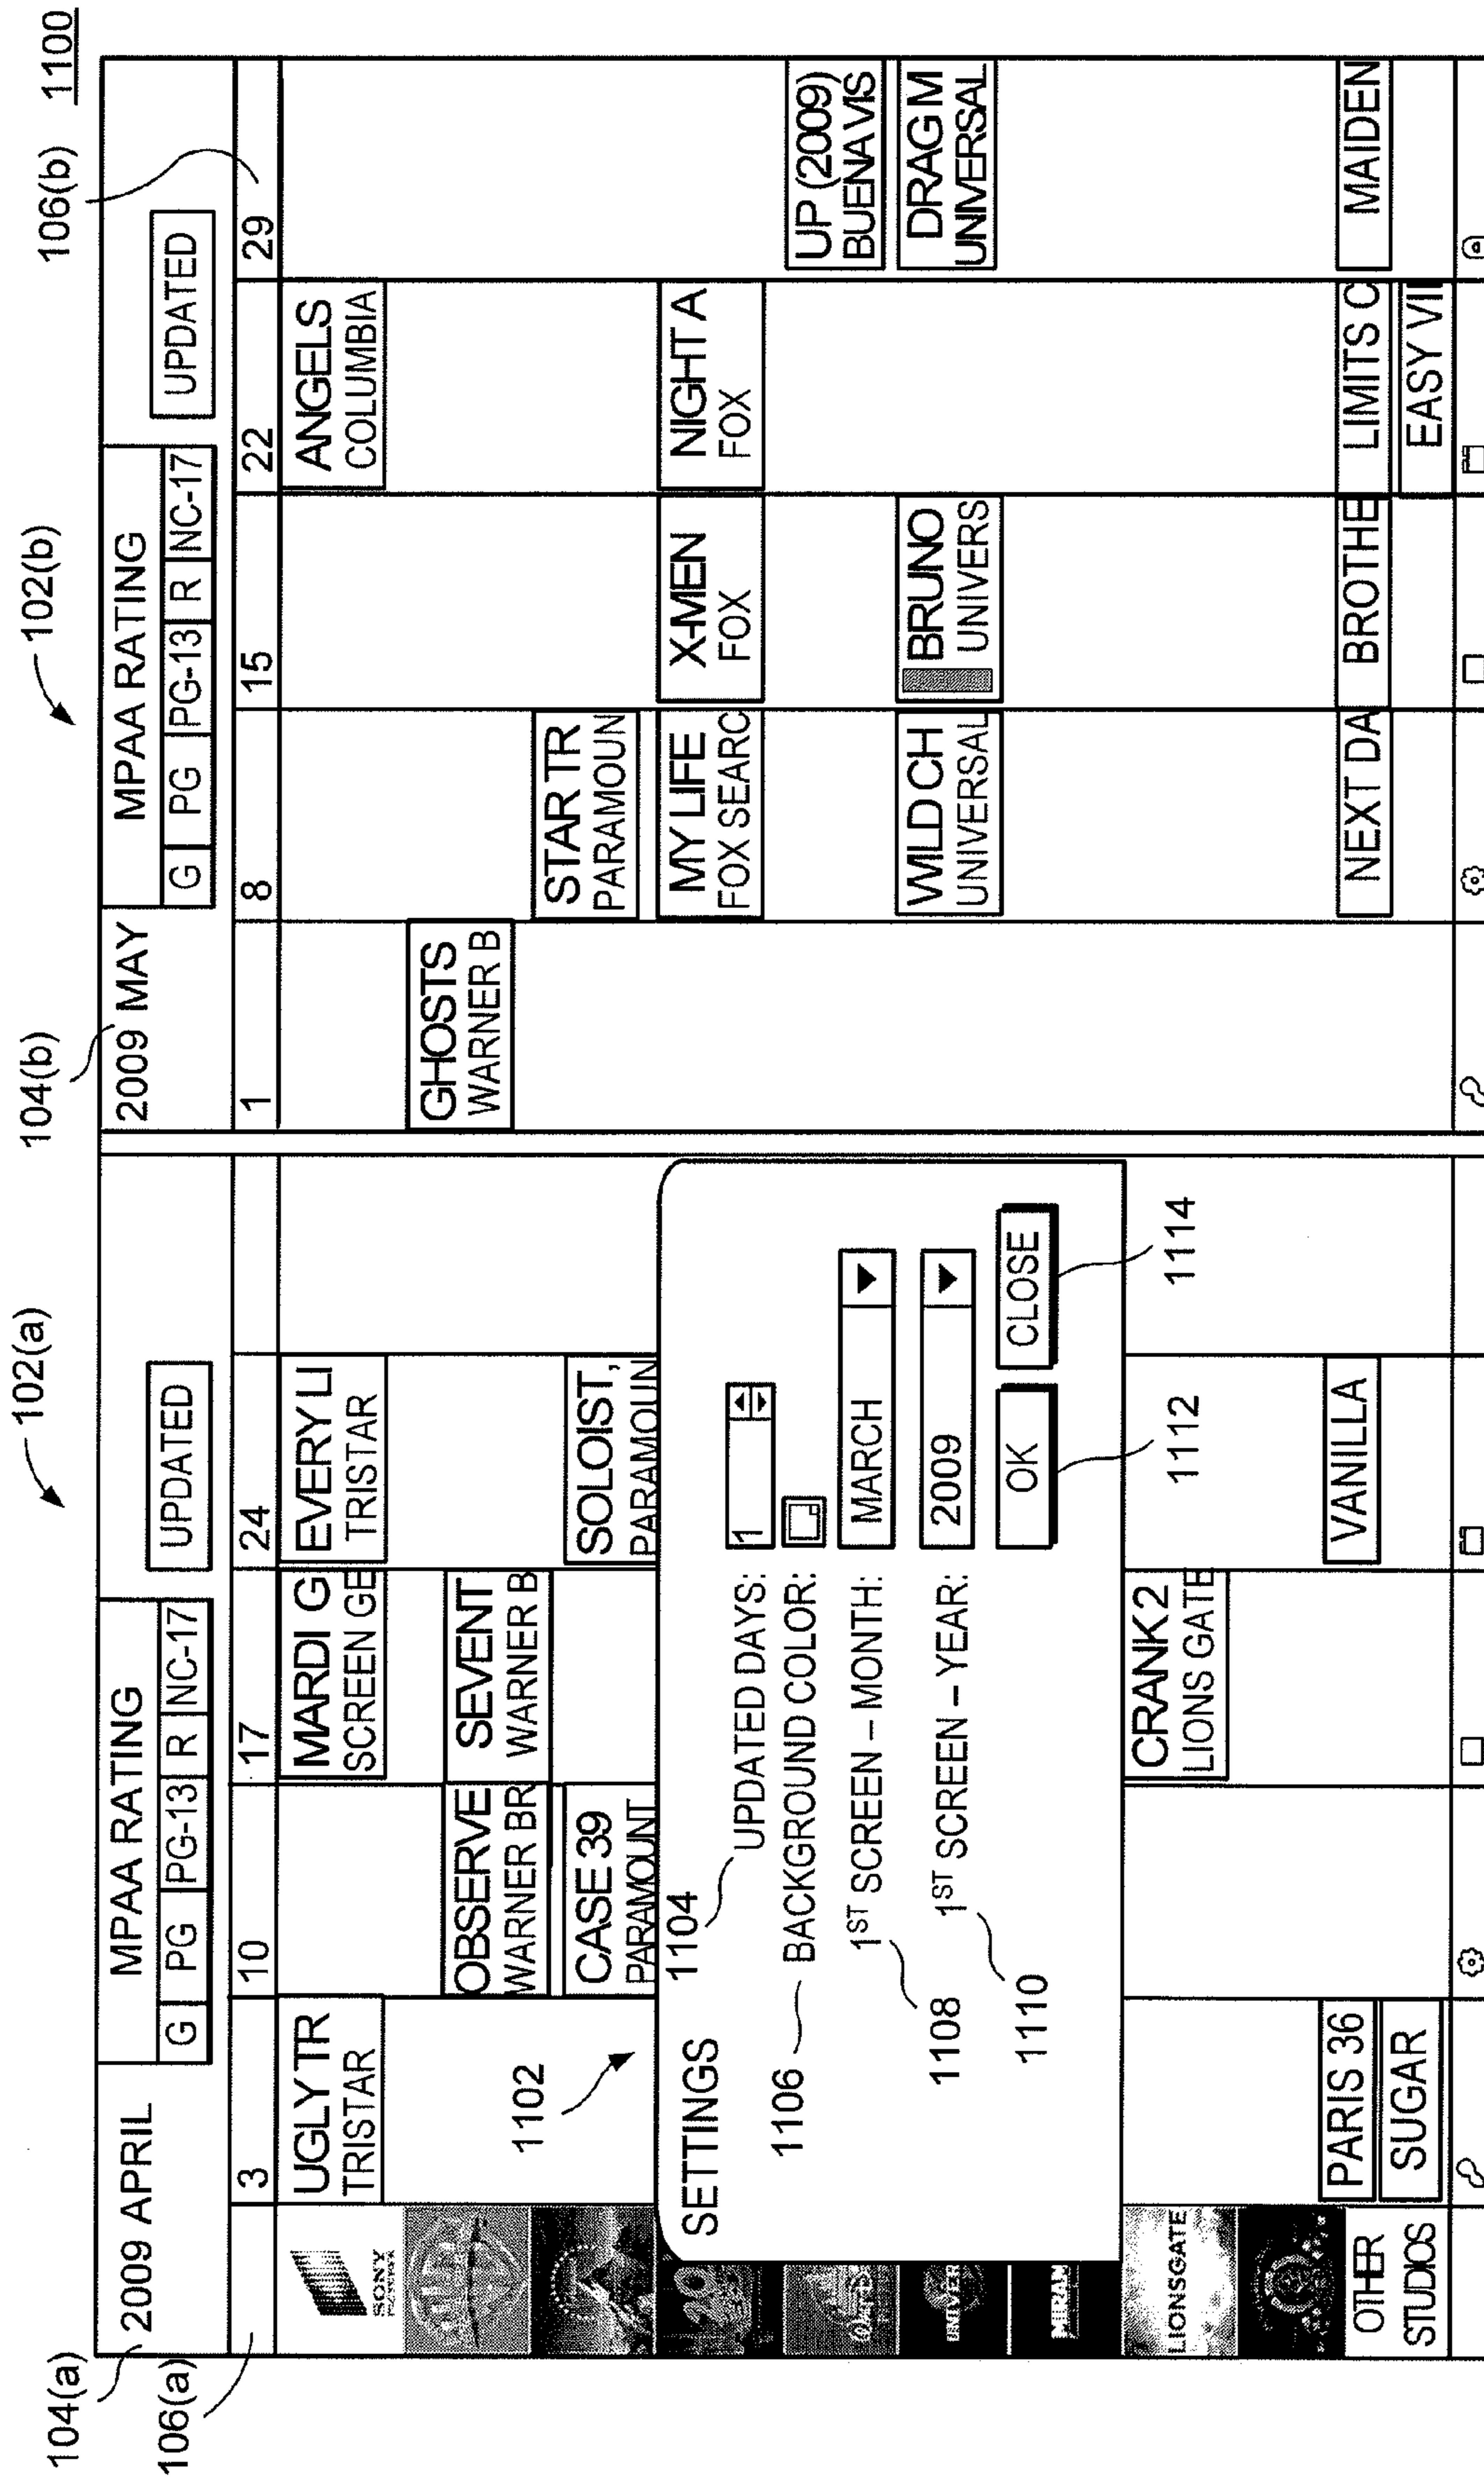 1100
102(a)
102(b)
104(a)
104(b)
106(b)
106(a)
2009 APRIL
MPAA RATING
G PG PG-13 R NC-17
UPDATED
2009 MAY
MPAA RATING
G PG PG-13 R NC-17
UPDATED
3 10 17 24
1 8 15 22 29
SONY
UGLY TR
TRISTAR
MARDI G
SCREEN GE
EVERY LI
TRISTAR
ANGELS
COLUMBIA
OBSERVE
WARNER BR
SEVENT
WARNER B
GHOSTS
WARNER B
CASE 39
PARAMOUNT
SOLOIST,
PARAMOUN
STAR TR
PARAMOUN
MY LIFE
FOX SEARC
X-MEN
FOX
NIGHT A
FOX
UP (2009)
BUENA VIS
UNIVER
WILD CH
UNIVERSAL
BRUNO
UNIVERS
DRAG M
UNIVERSAL
MIRAM
1102
SETTINGS
1104
UPDATED DAYS: 1
1106
BACKGROUND COLOR:
1108
1ST SCREEN – MONTH: MARCH
1110
1ST SCREEN – YEAR: 2009
OK CLOSE
1112
1114
LIONSGATE
CRANK 2
LIONS GATE
OTHER
STUDIOS
PARIS 36
SUGAR
VANILLA
NEXT DA
BROTHE
LIMITS C
EASY VI
MAIDEN